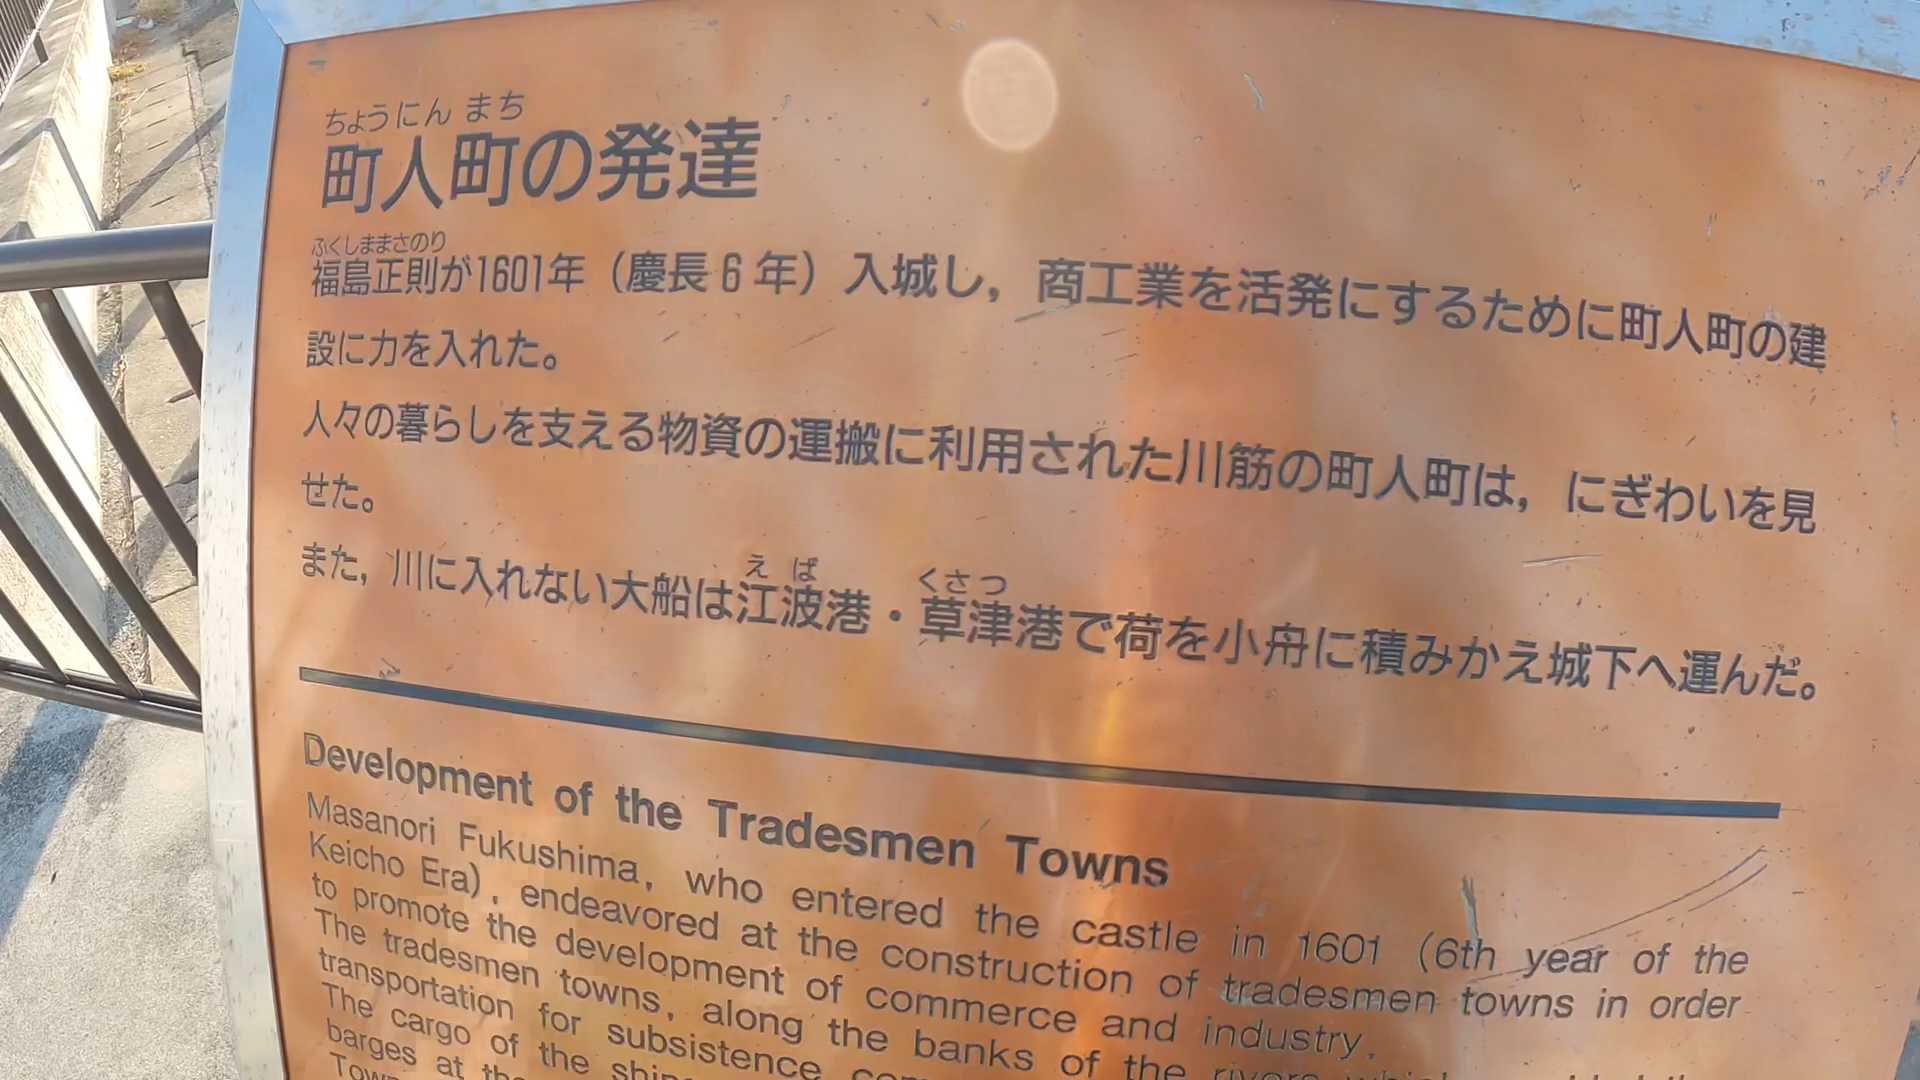 ちょうにん まち
町人町の発達
ふくしままさのり
福島正則が1601年（慶長6年）入城し，商工業を活発にするために町人町の建
設に力を入れた。
人々の暮らしを支える物資の運搬に利用された川筋の町人町は，にぎわいを見
せた。
えば くさつ
また，川に入れない大船は江波港・草津港で荷を小舟に積みかえ城下へ運んだ。
Development of the Tradesmen Towns
Masanori Fukushima, who entered the castle in 1601 (6th year of the
Keicho Era), endeavored at the construction of tradesmen towns in order
to promote the development of commerce and industry.
The tradesmen towns, along the banks of the rivers
transportation for subsistence
The cargo of the
barges at